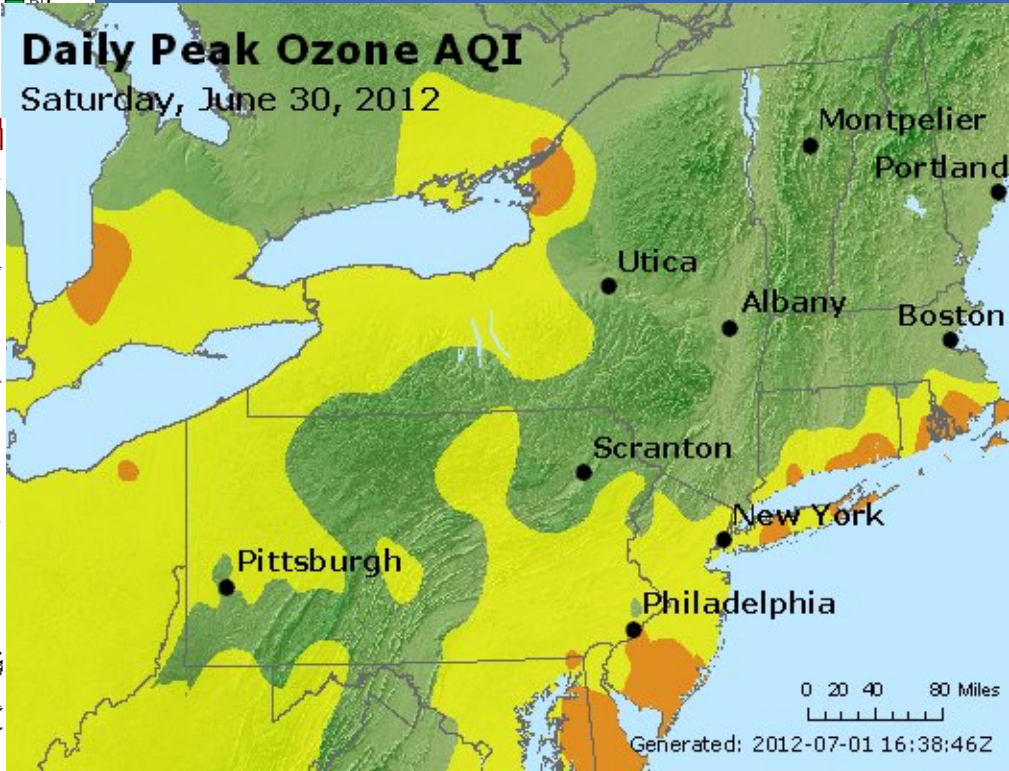 Daily Peak Ozone AQI
Saturday, June 30, 2012
Montpelier
Portland
Utica
Albany
Boston
Scranton
New York
Pittsburgh
Philadelphia
0 20 40 80 Miles
Generated: 2012-07-01 16:38:46Z